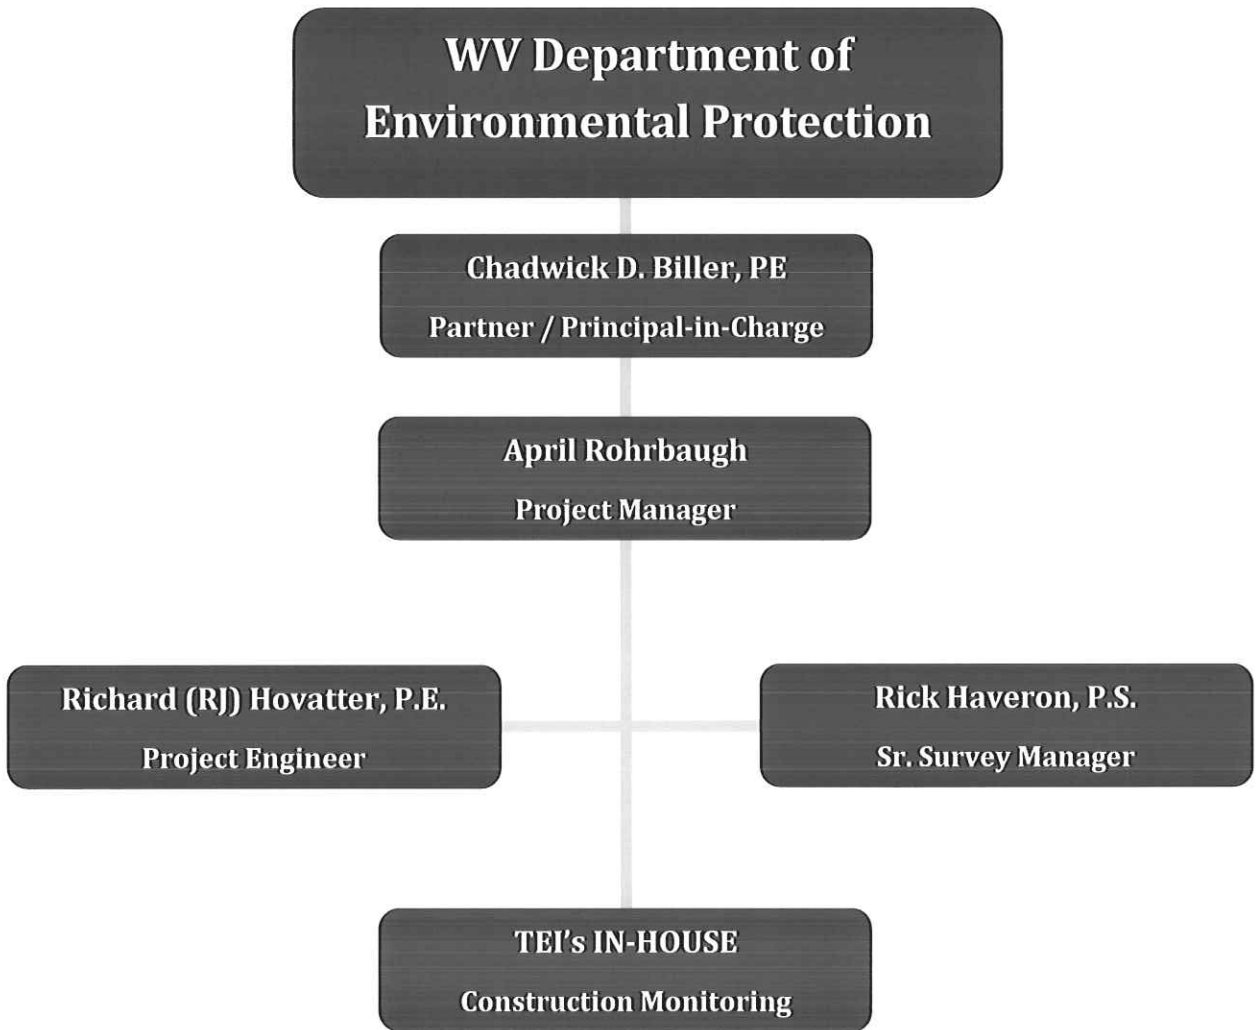 WV Department of
Environmental Protection
Chadwick D. Biller, PE
Partner / Principal-in-Charge
April Rohrbaugh
Project Manager
Richard (RJ) Hovatter, P.E.
Project Engineer
Rick Haveron, P.S.
Sr. Survey Manager
TEI's IN-HOUSE
Construction Monitoring